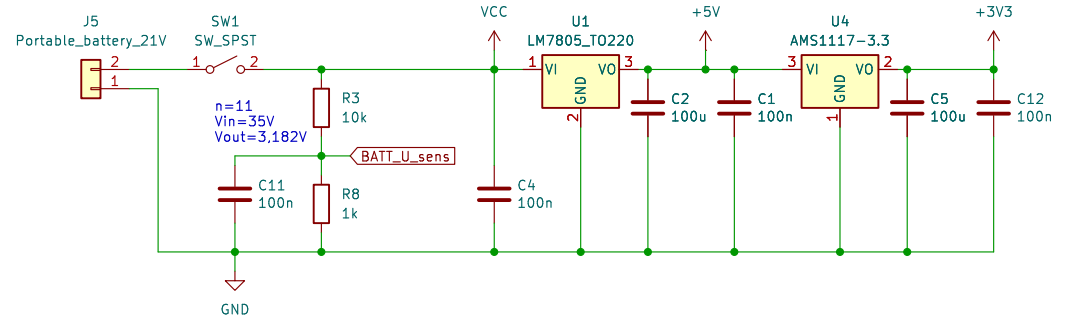 J5
Portable_battery_21V
2
1
SW1
SW_SPST
1
2
n=11
Vin=35V
Vout=3,182V
R3
10k
BATT_U_sens
C11
100n
R8
1k
GND
VCC
C4
100n
U1
LM7805_TO220
1
VI
VO
3
GND
2
+5V
C2
100u
C1
100n
U4
AMS1117-3.3
3
VI
VO
2
GND
1
C5
100u
+3V3
C12
100n